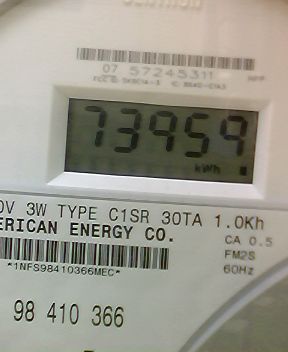 CENTRON
07 57245311
73959
kWh
0V 3W TYPE C1SR 30TA 1.0Kh
ERICAN ENERGY CO.
CA 0.5
FM2S
60Hz
*1NFS98410366MEC*
98 410 366